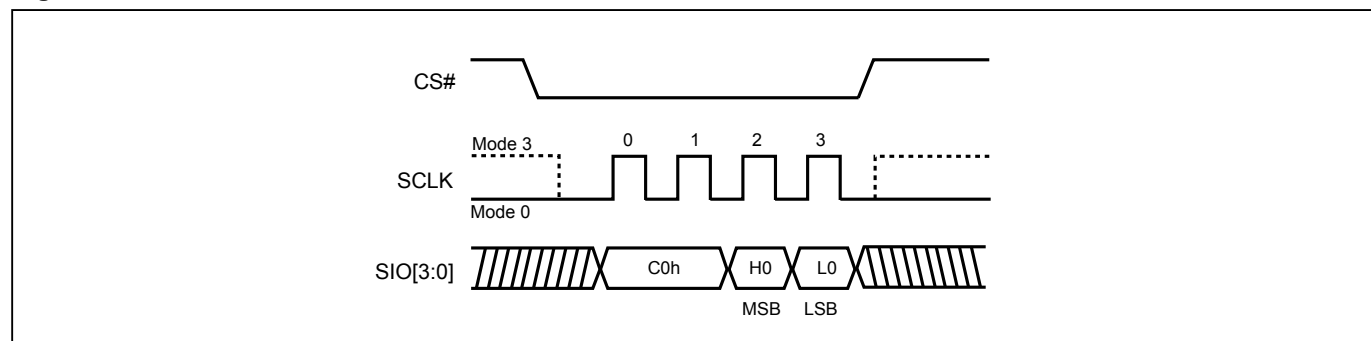 CS#
Mode 3
0 1 2 3
SCLK
Mode 0
SIO[3:0] C0h H0 L0
MSB LSB